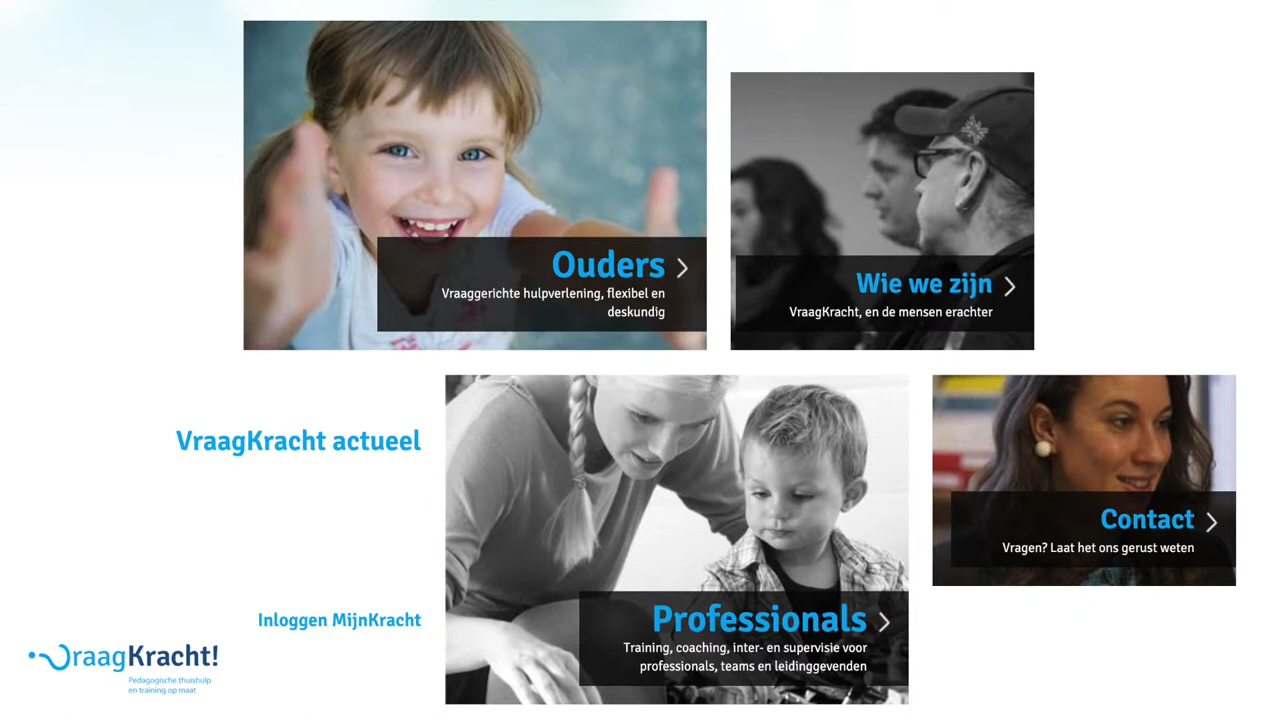 Ouders
Vraaggerichte hulpverlening, flexibel en
deskundig
Wie we zijn
VraagKracht, en de mensen erachter
VraagKracht actueel
Contact
Vragen? Laat het ons gerust weten
Inloggen MijnKracht
Professionals
Training, coaching, inter- en supervisie voor
professionals, teams en leidinggevenden
VraagKracht!
Pedagogische thuishulp
en training op maat